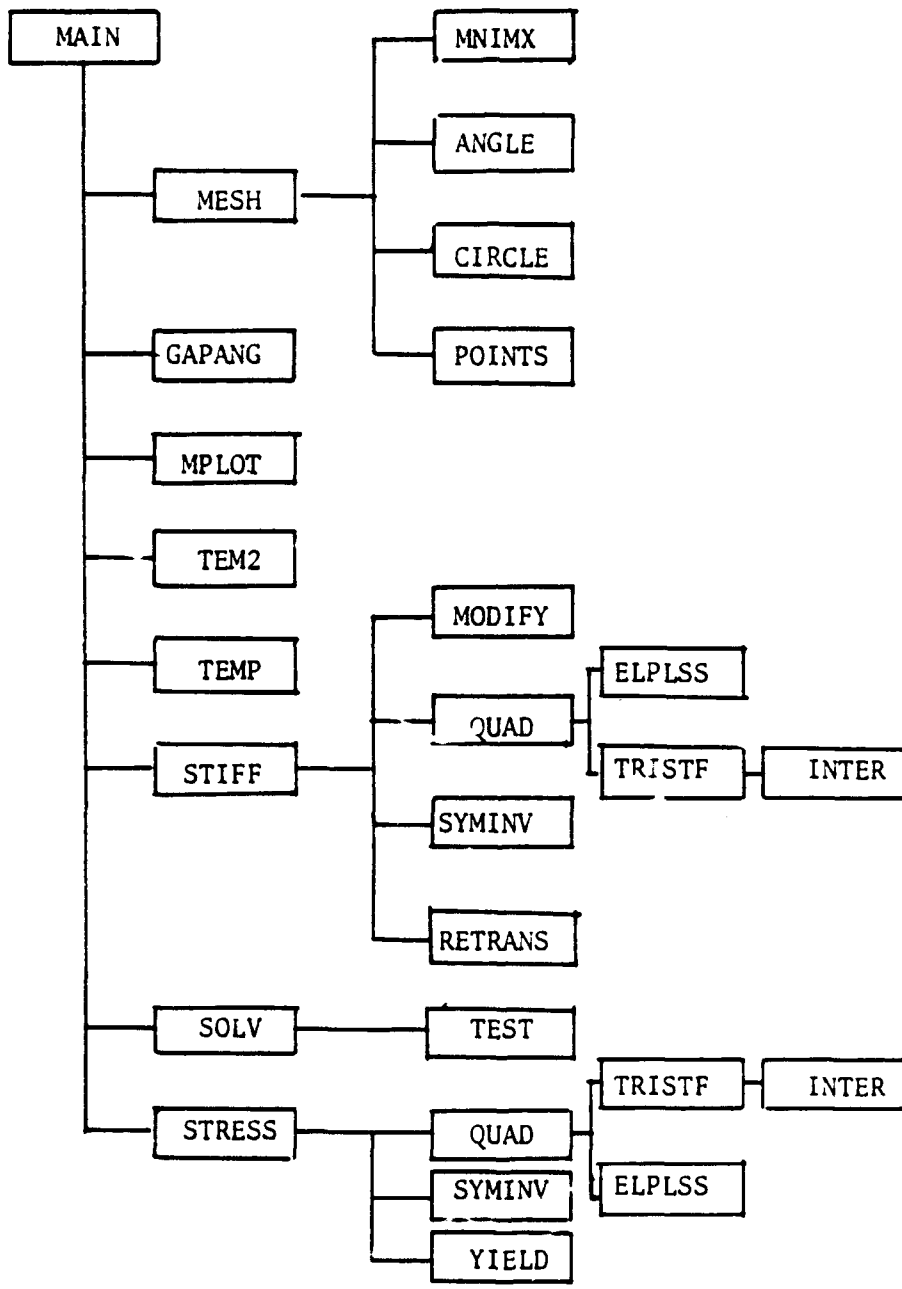 MAIN
MNIMX
ANGLE
MESH
CIRCLE
GAPANG
POINTS
MPLOT
TEM2
MODIFY
TEMP
ELPLSS
QUAD
STIFF
TRISTF
INTER
SYMINV
RETRANS
SOLV
TEST
TRISTF
INTER
STRESS
QUAD
SYMINV
ELPLSS
YIELD